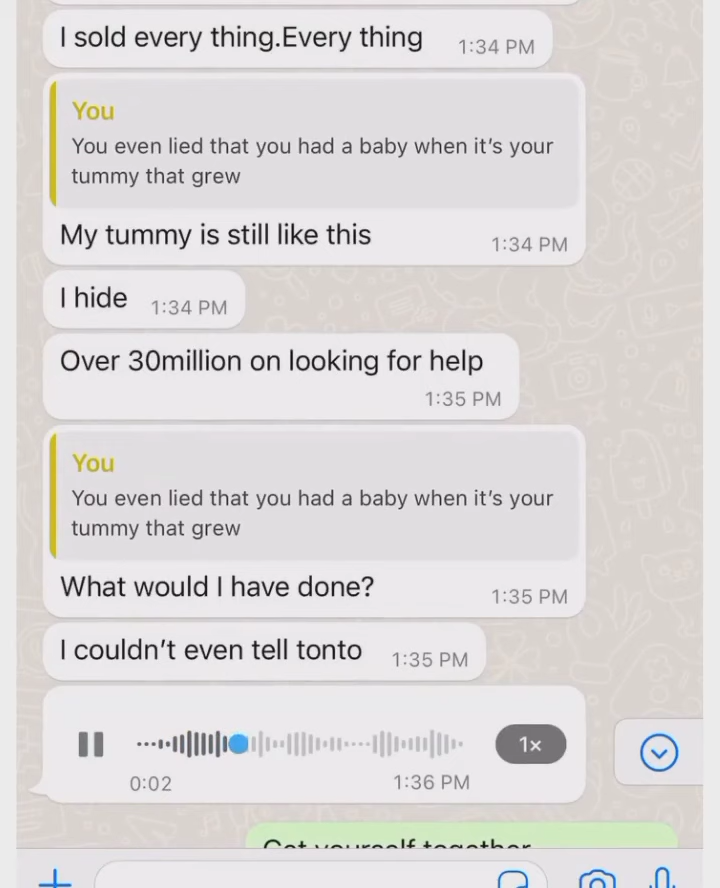 I sold every thing.Every thing 1:34 PM
You
You even lied that you had a baby when it's your
tummy that grew
My tummy is still like this 1:34 PM
I hide 1:34 PM
Over 30million on looking for help
1:35 PM
You
You even lied that you had a baby when it's your
tummy that grew
What would I have done? 1:35 PM
I couldn't even tell tonto 1:35 PM
1x
0:02 1:36 PM
Get yourself together